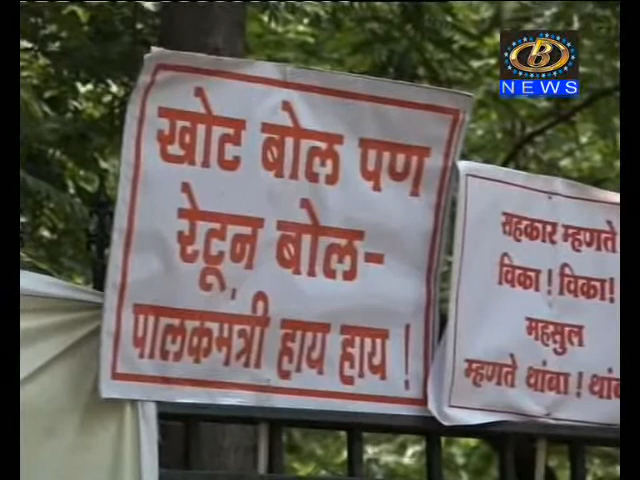 B
NEWS
खोट बोल पण
रेटून बोल-
पालकमंत्री हाय हाय !
सहकार म्हणते
विका ! विका !
महसुल
म्हणते थांबा ! थांबा